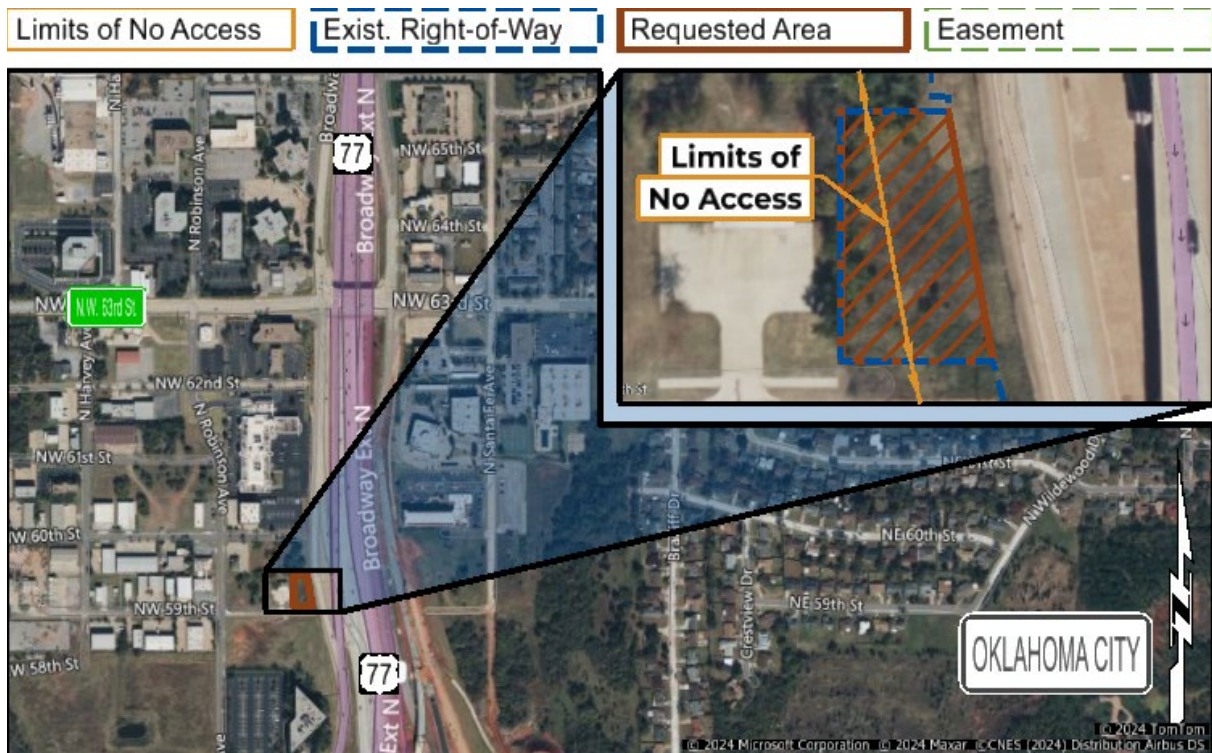 Limits of No Access
Exist. Right-of-Way
Requested Area
Easement
N Ha
Broadwa
77
Broadway Ext N
NW 65th St
N Robinson Ave
NW 64th St
Limits of
No Access
NW
N.W. 63rd St.
NW 63rd St
N Harvey Ave
NW 62nd St
N Robinson Ave
N Santa Fe Ave
NW 61st St
Broadway Ext N
NE 61st St
N Wildewood Dr
N
NW 60th St
NE 60th St
Braniff Dr
NW 59th St
Crestview Dr
NE 59th St
W 58th St
77
Ext N
Ave
OKLAHOMA CITY
© 2024 TomTom
© 2024 Microsoft Corporation © 2024 Maxar ©CNES (2024) Distribution Airbus DS